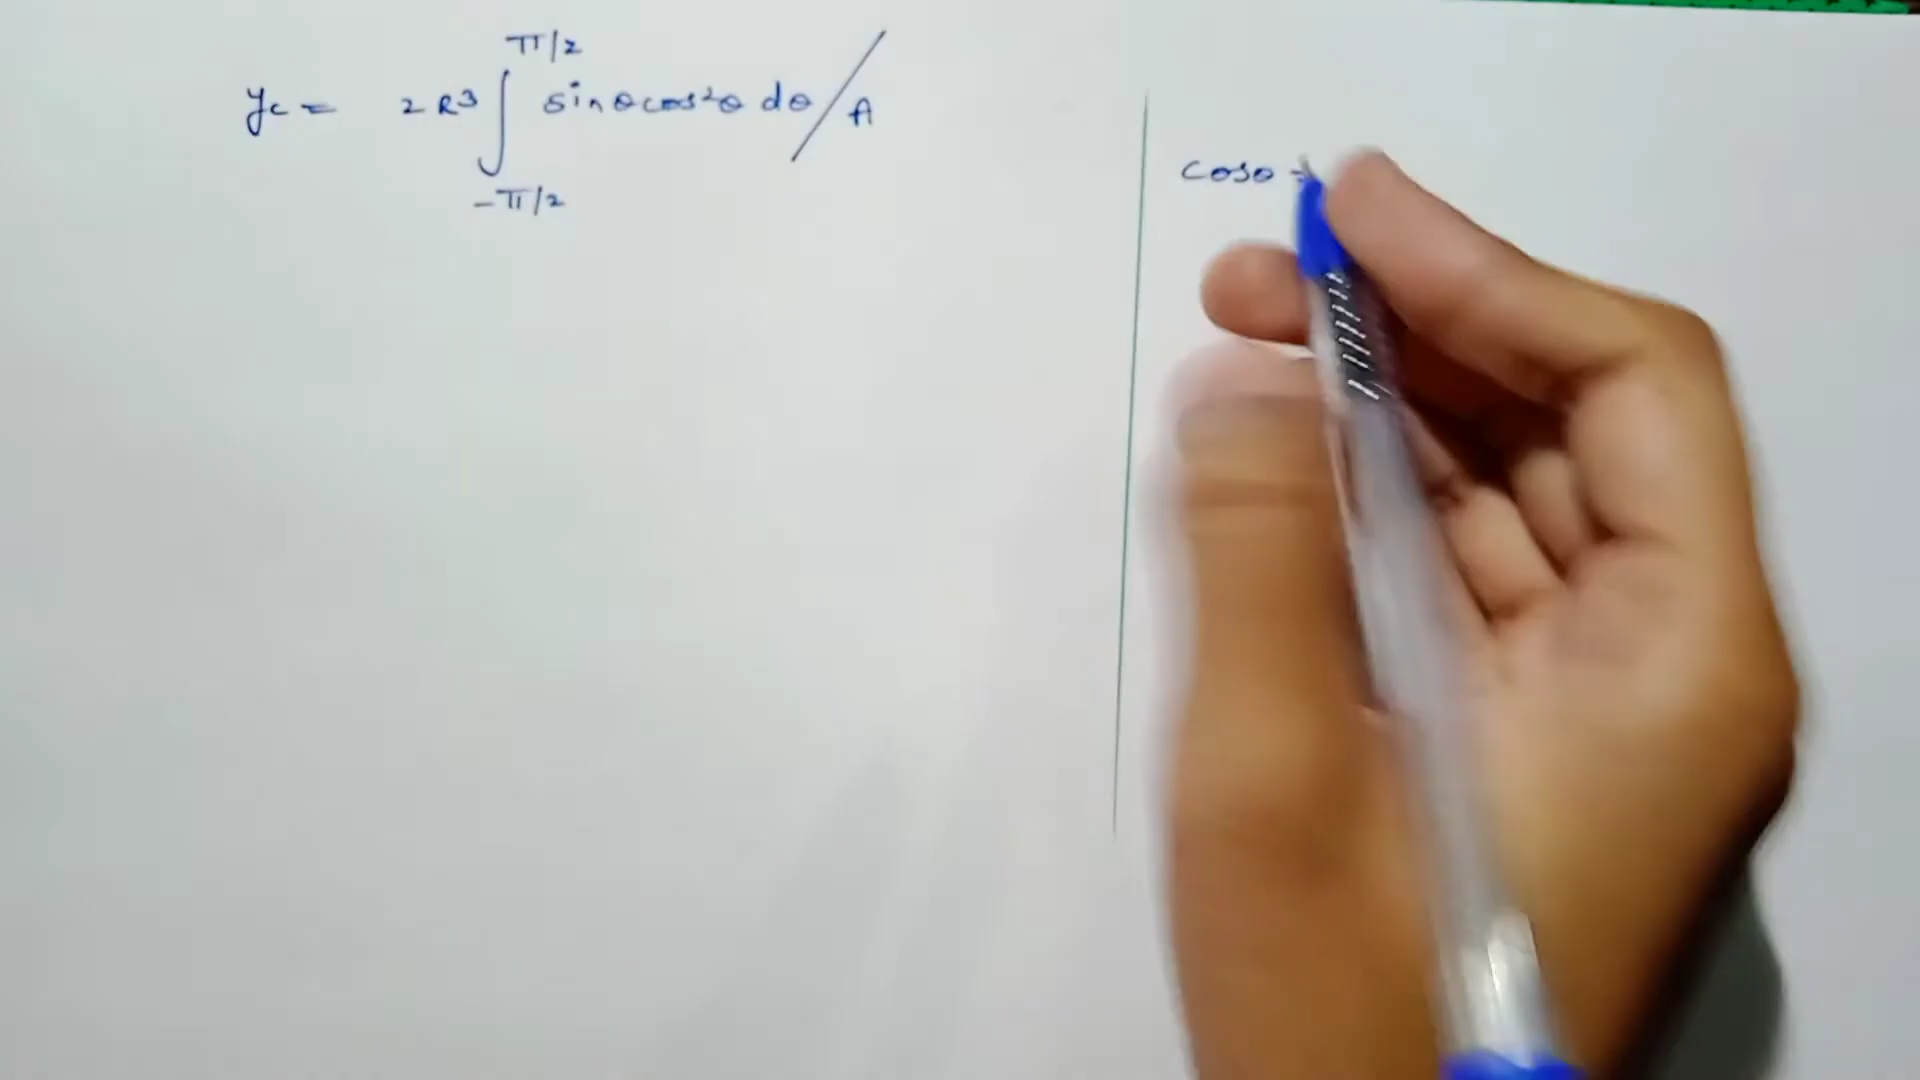 π/2
yc = 2R³ ∫ sinθcos²θ dθ / A
-π/2
cosθ =